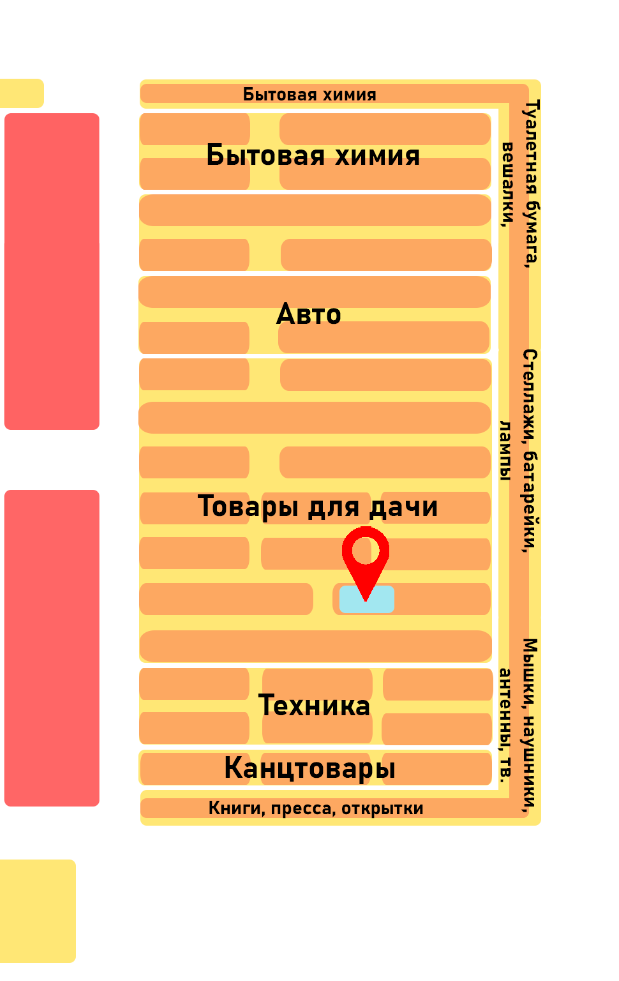 Бытовая химия
Бытовая химия
Авто
Товары для дачи
Техника
Канцтовары
Книги, пресса, открытки
Туалетная бумага,
вешалки,
Стеллажи, батарейки,
лампы
Мышки, наушники,
антенны, тв.